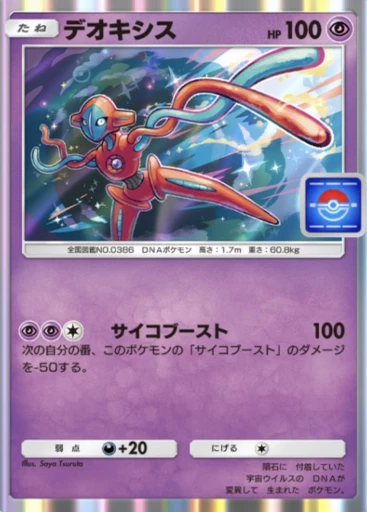 たね デオキシス HP 100
全国図鑑NO.0386 DNAポケモン 高さ：1.7m 重さ：60.8kg
サイコブースト 100
次の自分の番、このポケモンの「サイコブースト」のダメージ
を-50する。
弱点 +20 にげる
Illus. Saya Tsuruta
隕石に 付着していた
宇宙ウイルスの DNAが
変異して 生まれた ポケモン。